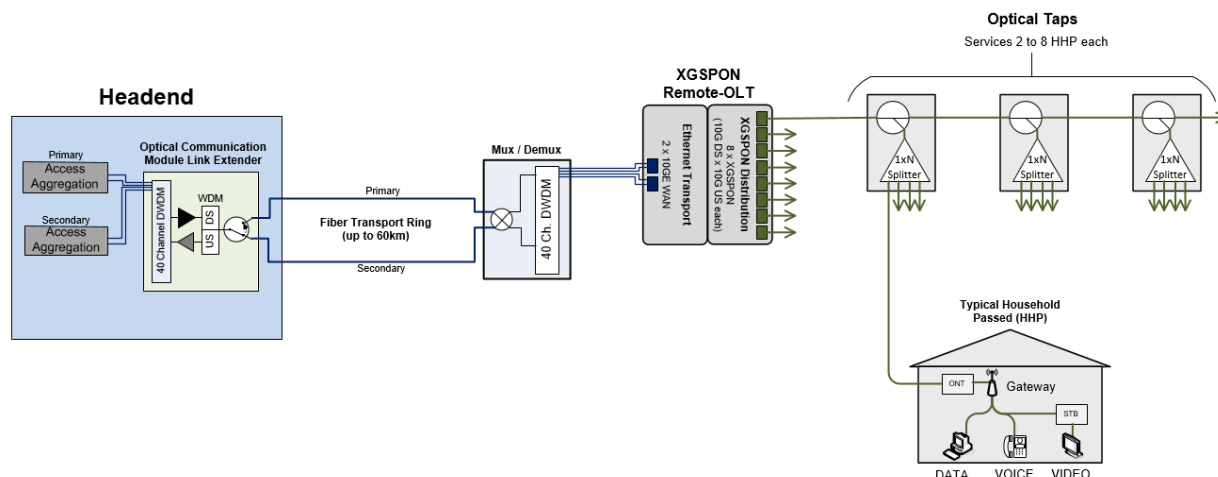 Optical Taps
Services 2 to 8 HHP each
XGSPON
Remote-OLT
Headend
Optical Communication
Module Link Extender
Primary
Access
Aggregation
Secondary
Access
Aggregation
40 Channel DWDM
WDM
DS
US
Primary
Fiber Transport Ring
(up to 60km)
Secondary
Mux / Demux
40 Ch. DWDM
Ethernet Transport
2 x 10GE WAN
XGSPON Distribution
8 x XGSPON
(10G DS x 10G US each)
1xN
Splitter
1xN
Splitter
1xN
Splitter
Typical Household
Passed (HHP)
ONT
Gateway
STB
DATA
VOICE
VIDEO